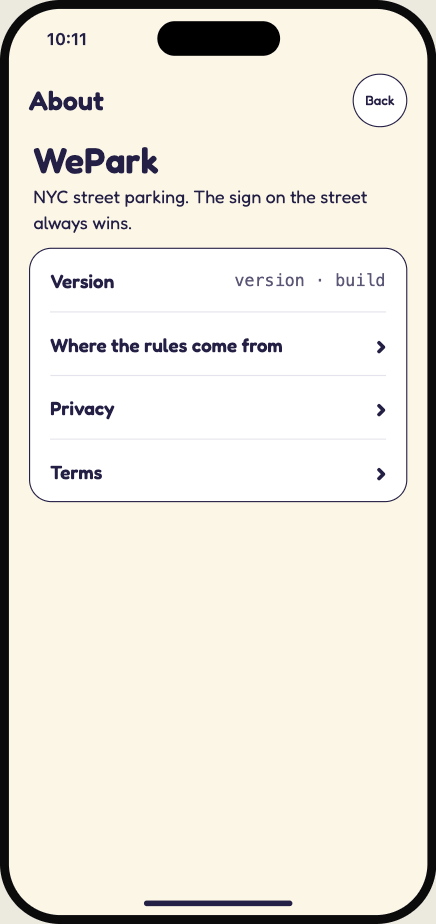 10:11
About
Back
WePark
NYC street parking. The sign on the street
always wins.
Version
version · build
Where the rules come from
Privacy
Terms